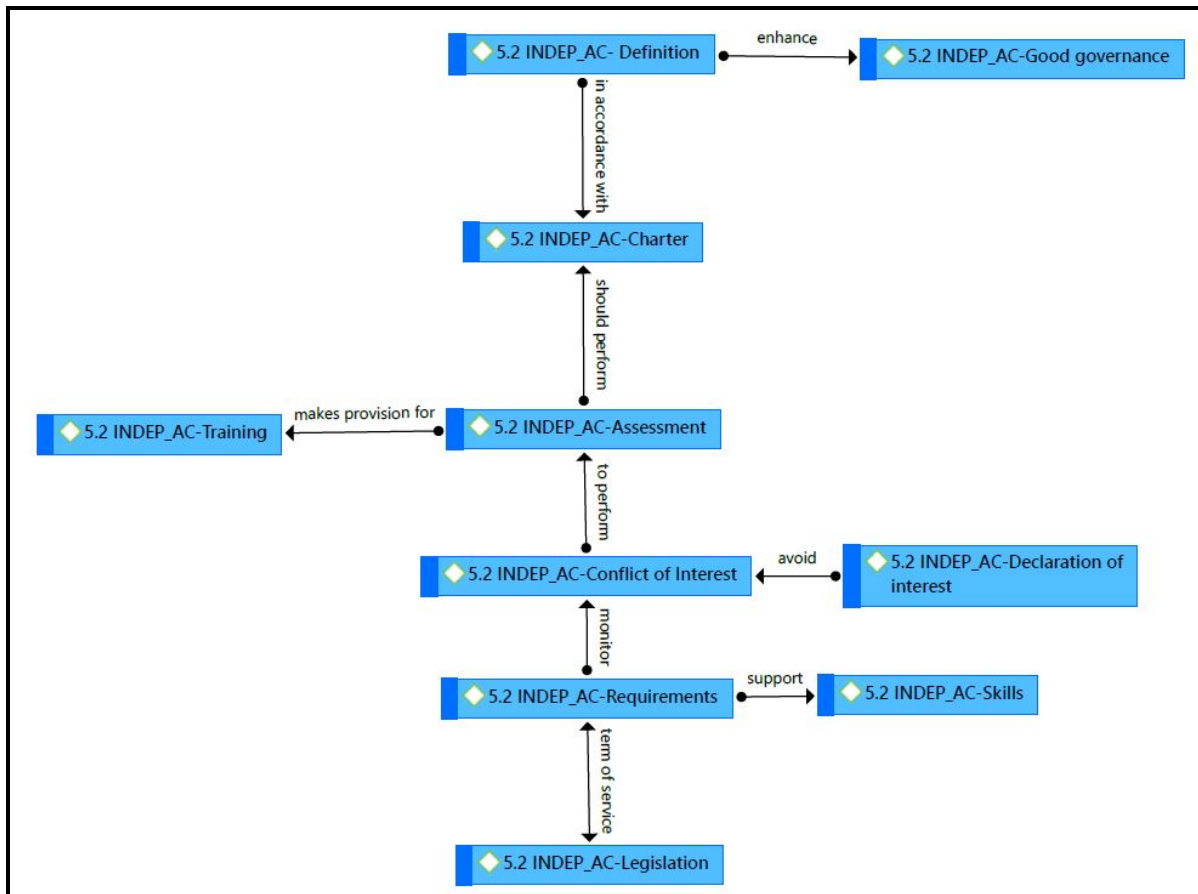 enhance
5.2 INDEP_AC- Definition
5.2 INDEP_AC-Good governance
in accordance with
5.2 INDEP_AC-Charter
should perform
makes provision for
5.2 INDEP_AC-Training
5.2 INDEP_AC-Assessment
to perform
5.2 INDEP_AC-Conflict of Interest
avoid
5.2 INDEP_AC-Declaration of
interest
monitor
5.2 INDEP_AC-Requirements
support
5.2 INDEP_AC-Skills
term of service
5.2 INDEP_AC-Legislation